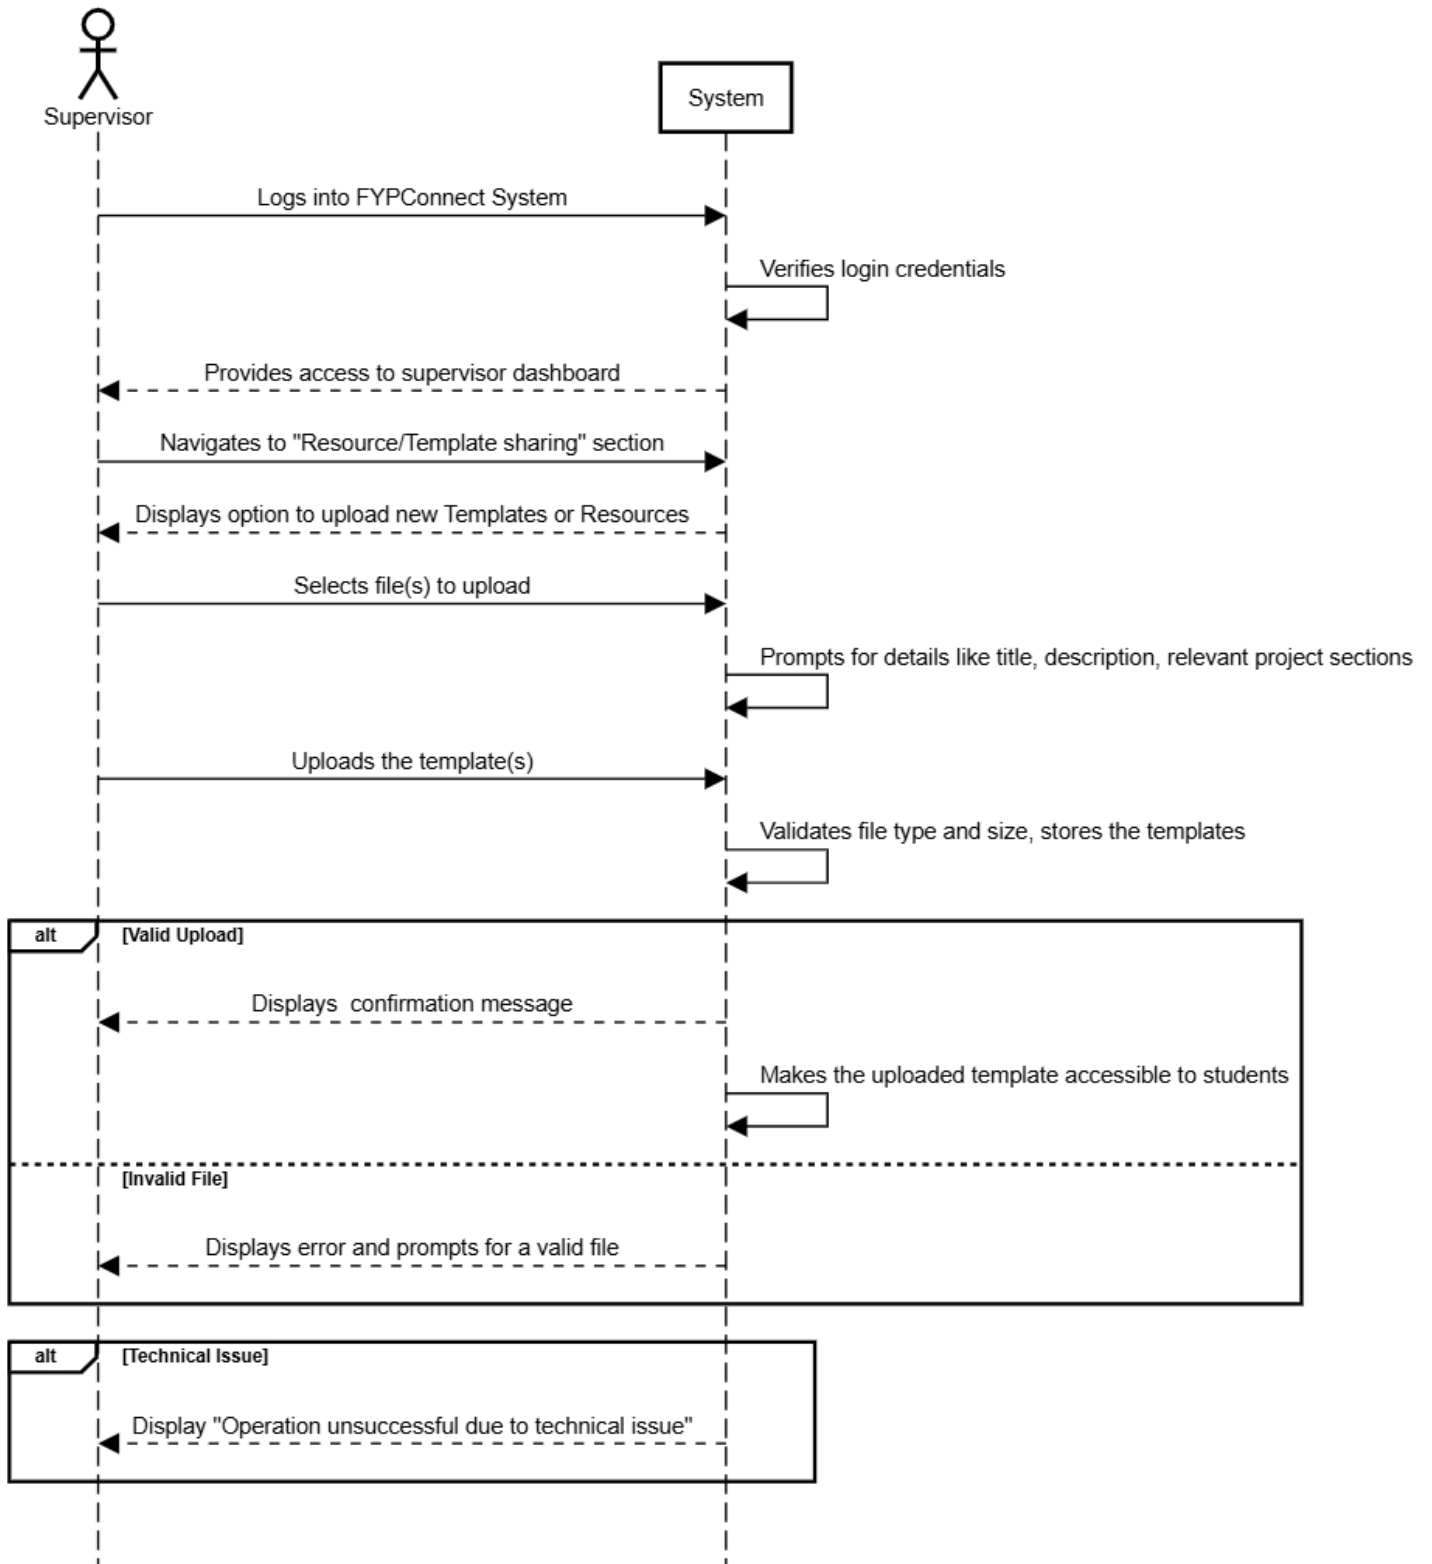 Supervisor
System
Logs into FYPConnect System
Verifies login credentials
Provides access to supervisor dashboard
Navigates to "Resource/Template sharing" section
Displays option to upload new Templates or Resources
Selects file(s) to upload
Prompts for details like title, description, relevant project sections
Uploads the template(s)
Validates file type and size, stores the templates
alt [Valid Upload]
Displays  confirmation message
Makes the uploaded template accessible to students
[Invalid File]
Displays error and prompts for a valid file
alt [Technical Issue]
Display "Operation unsuccessful due to technical issue"